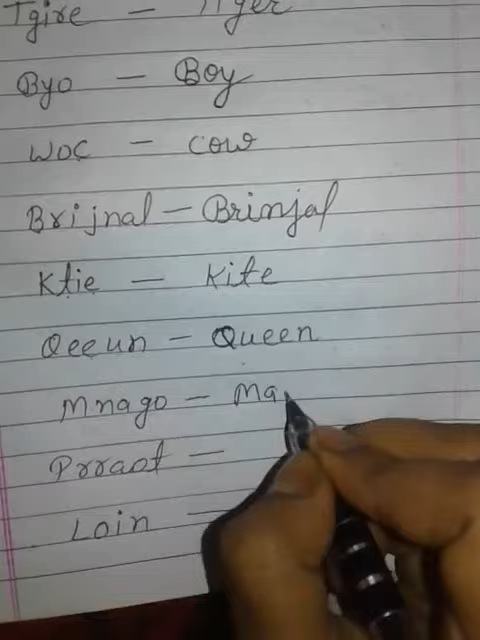 Tgire - Tiger
Byo - Boy
WOC - COW
Brijnal - Brinjal
Ktie - Kite
Qeeun - Queen
Mnago - Ma
Prraot -
Loin -